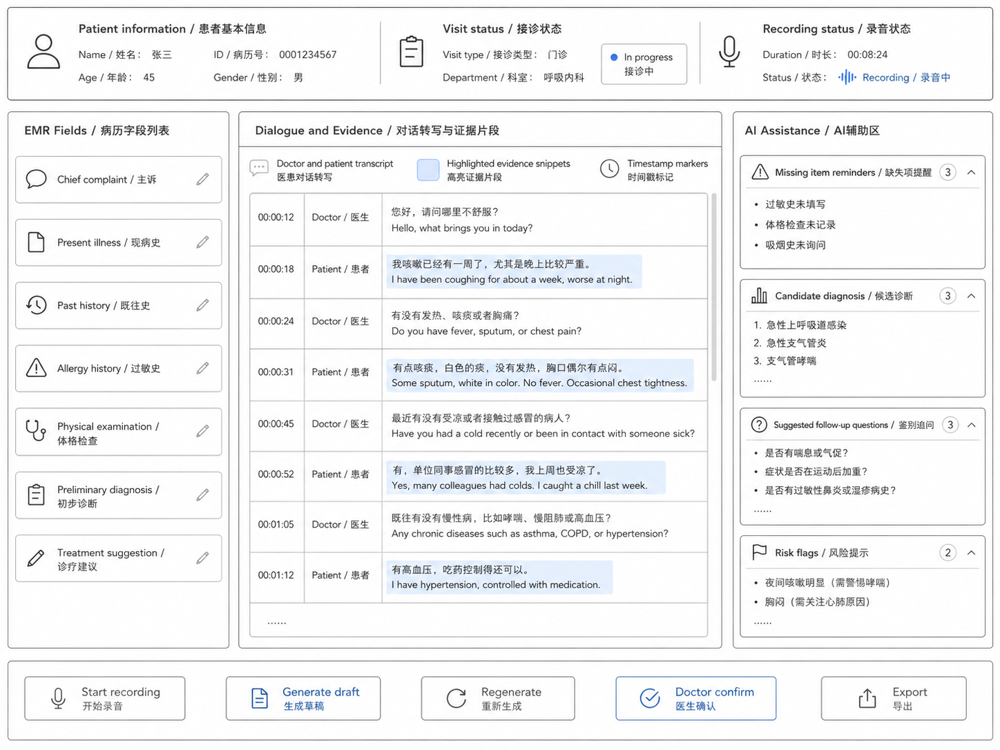 Patient information / 患者基本信息
Name / 姓名： 张三
ID / 病历号： 0001234567
Age / 年龄： 45
Gender / 性别： 男
Visit status / 接诊状态
Visit type / 接诊类型： 门诊
Department / 科室： 呼吸内科
In progress
接诊中
Recording status / 录音状态
Duration / 时长： 00:08:24
Status / 状态： Recording / 录音中
EMR Fields / 病历字段列表
Chief complaint / 主诉
Present illness / 现病史
Past history / 既往史
Allergy history / 过敏史
Physical examination /
体格检查
Preliminary diagnosis /
初步诊断
Treatment suggestion /
诊疗建议
Dialogue and Evidence / 对话转写与证据片段
Doctor and patient transcript
医患对话转写
Highlighted evidence snippets
高亮证据片段
Timestamp markers
时间戳标记
00:00:12 Doctor / 医生
您好，请问哪里不舒服？
Hello, what brings you in today?
00:00:18 Patient / 患者
我咳嗽已经有一周了，尤其是晚上比较严重。
I have been coughing for about a week, worse at night.
00:00:24 Doctor / 医生
有没有发热、咳痰或者胸痛？
Do you have fever, sputum, or chest pain?
00:00:31 Patient / 患者
有点咳痰，白色的痰，没有发热，胸口偶尔有点闷。
Some sputum, white in color. No fever. Occasional chest tightness.
00:00:45 Doctor / 医生
最近有没有受凉或者接触过感冒的病人？
Have you had a cold recently or been in contact with someone sick?
00:00:52 Patient / 患者
有，单位同事感冒的比较多，我上周也受凉了。
Yes, many colleagues had colds. I caught a chill last week.
00:01:05 Doctor / 医生
既往有没有慢性病，比如哮喘、慢阻肺或高血压？
Any chronic diseases such as asthma, COPD, or hypertension?
00:01:12 Patient / 患者
有高血压，吃药控制得还可以。
I have hypertension, controlled with medication.
......
AI Assistance / AI辅助区
Missing item reminders / 缺失项提醒 3
• 过敏史未填写
• 体格检查未记录
• 吸烟史未询问
Candidate diagnosis / 候选诊断 3
1. 急性上呼吸道感染
2. 急性支气管炎
3. 支气管哮喘
......
Suggested follow-up questions / 鉴别追问 3
• 是否有喘息或气促？
• 症状是否在运动后加重？
• 是否有过敏性鼻炎或湿疹病史？
......
Risk flags / 风险提示 2
• 夜间咳嗽明显（需警惕哮喘）
• 胸闷（需关注心肺原因）
......
Start recording
开始录音
Generate draft
生成草稿
Regenerate
重新生成
Doctor confirm
医生确认
Export
导出